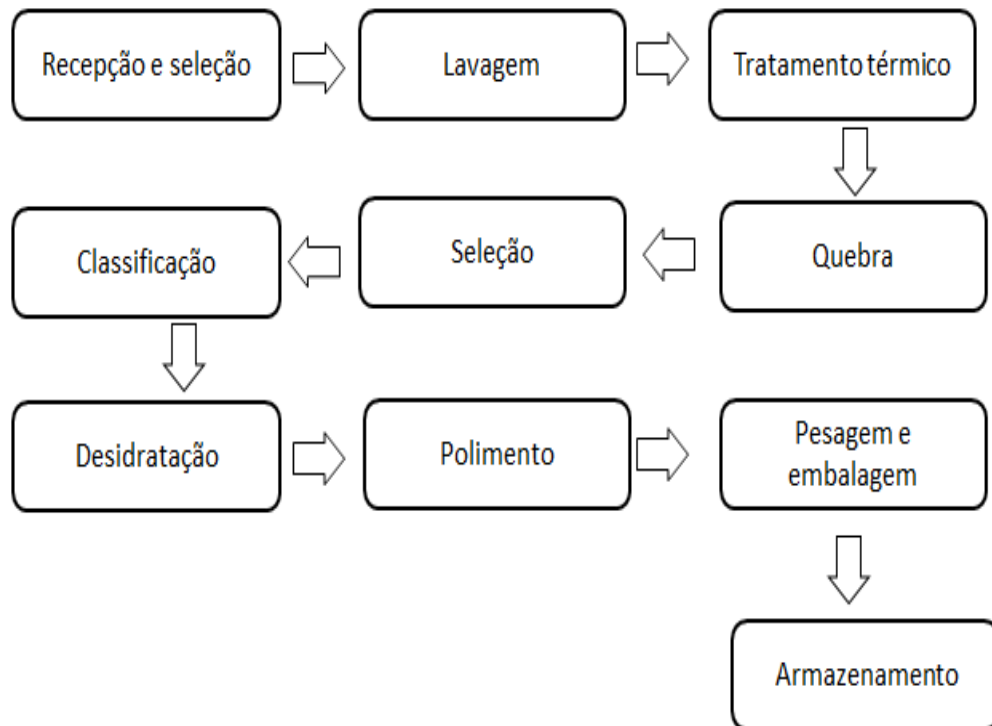 Recepção e seleção
Lavagem
Tratamento térmico
Quebra
Seleção
Classificação
Desidratação
Polimento
Pesagem e
embalagem
Armazenamento